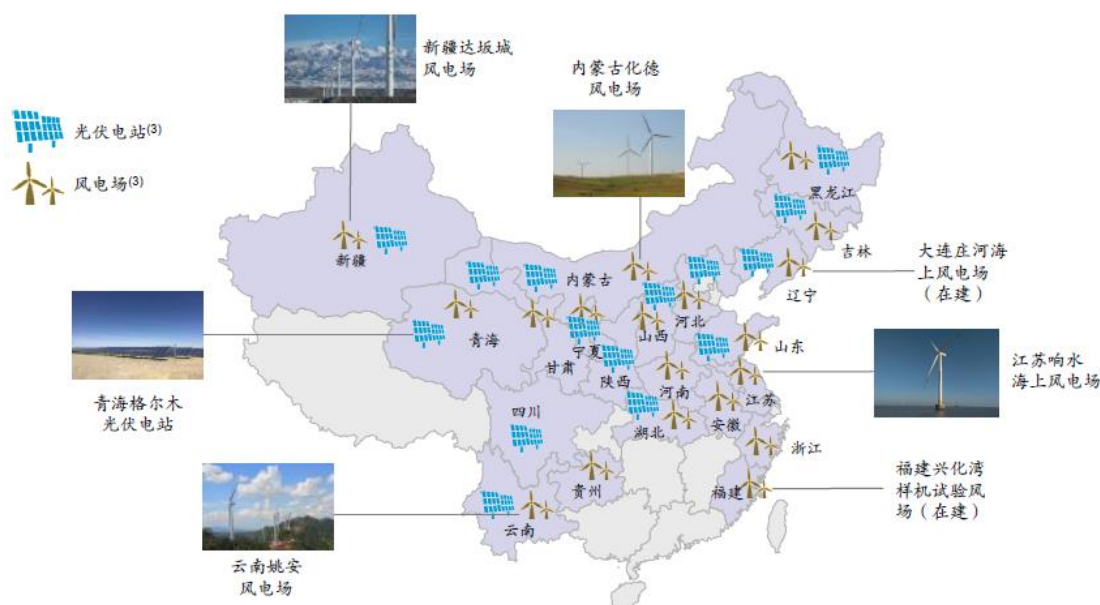 新疆达坂城
风电场
内蒙古化德
风电场
光伏电站(3)
风电场(3)
黑龙江
吉林
大连庄河海
上风电场
（在建）
辽宁
新疆
内蒙古
河北
青海
宁夏
山西
山东
甘肃
陕西
河南
江苏响水
海上风电场
江苏
青海格尔木
光伏电站
四川
湖北
安徽
浙江
贵州
福建
福建兴化湾
样机试验风
场（在建）
云南
云南姚安
风电场